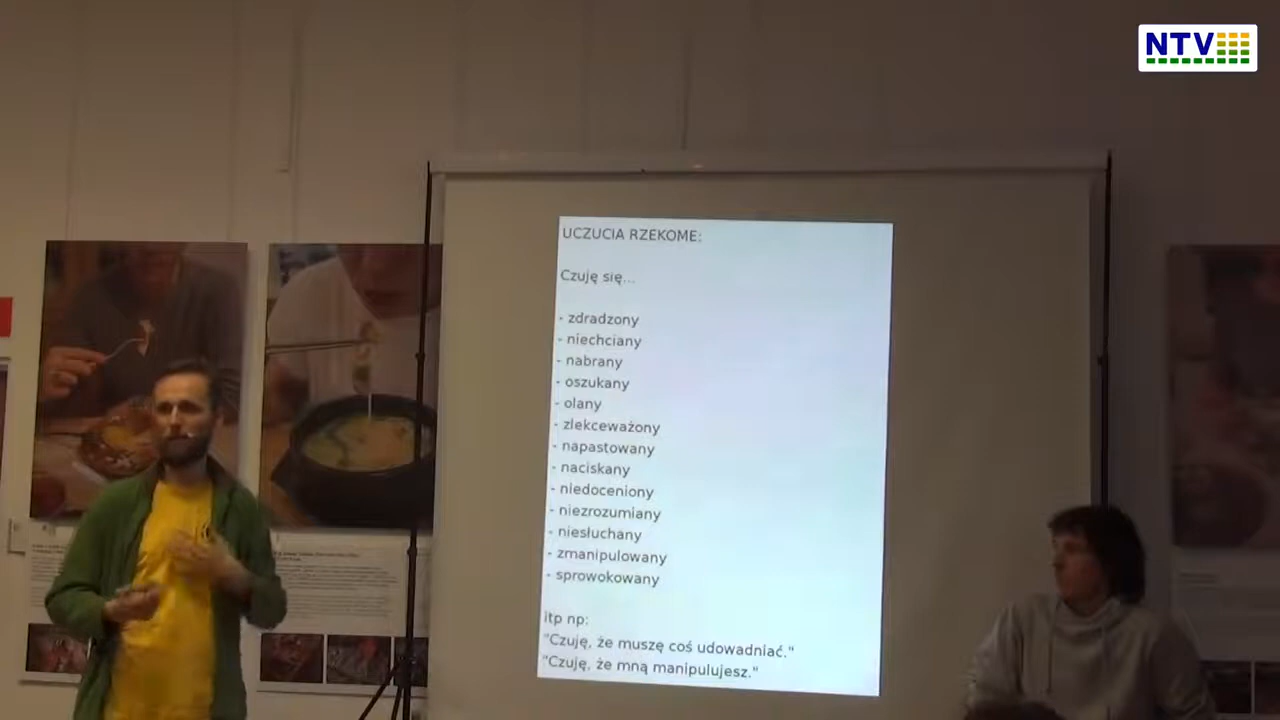 NTV
UCZUCIA RZEKOME:
Czuję się...
- zdradzony
- niechciany
- nabrany
- oszukany
- olany
- zlekceważony
- napastowany
- naciskany
- niedoceniony
- niezrozumiany
- niesłuchany
- zmanipulowany
- sprowokowany
itp np:
"Czuję, że muszę coś udowadniać."
"Czuję, że mną manipulujesz."